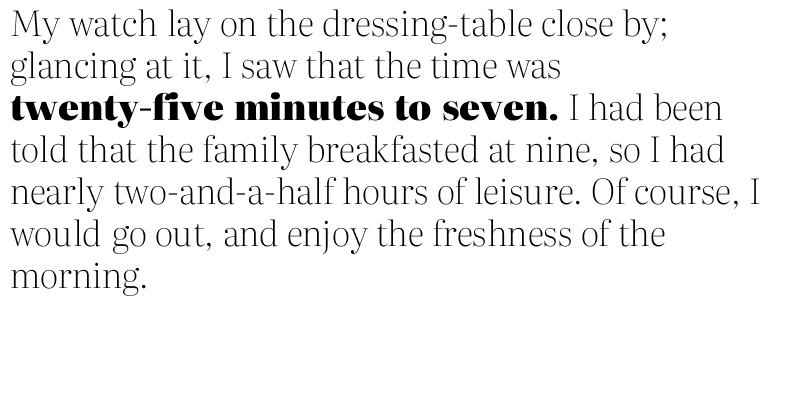 My watch lay on the dressing-table close by;
glancing at it, I saw that the time was
twenty-five minutes to seven. I had been
told that the family breakfasted at nine, so I had
nearly two-and-a-half hours of leisure. Of course, I
would go out, and enjoy the freshness of the
morning.